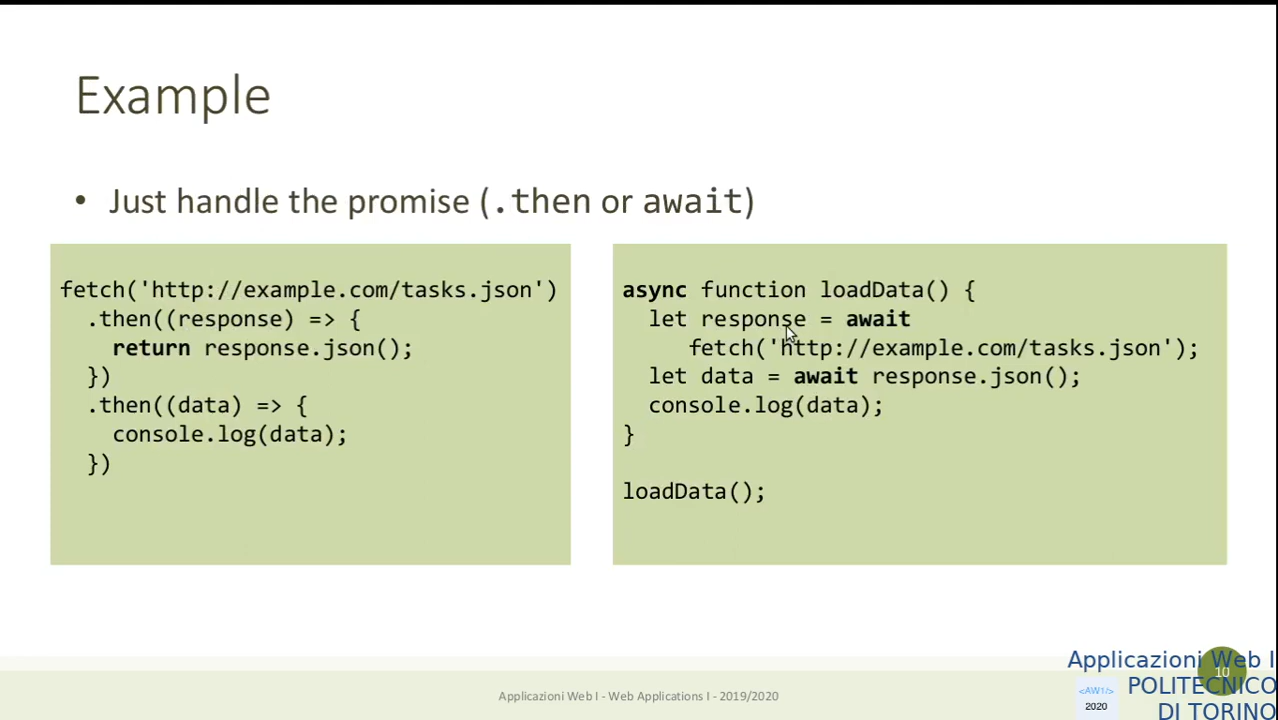 Example
• Just handle the promise (.then or await)
fetch('http://example.com/tasks.json')
  .then((response) => {
    return response.json();
  })
  .then((data) => {
    console.log(data);
  })
async function loadData() {
  let response = await
     fetch('http://example.com/tasks.json');
  let data = await response.json();
  console.log(data);
}
loadData();
Applicazioni Web I - Web Applications I - 2019/2020
10
Applicazioni Web I
POLITECNICO
DI TORINO
<AW1/>
2020